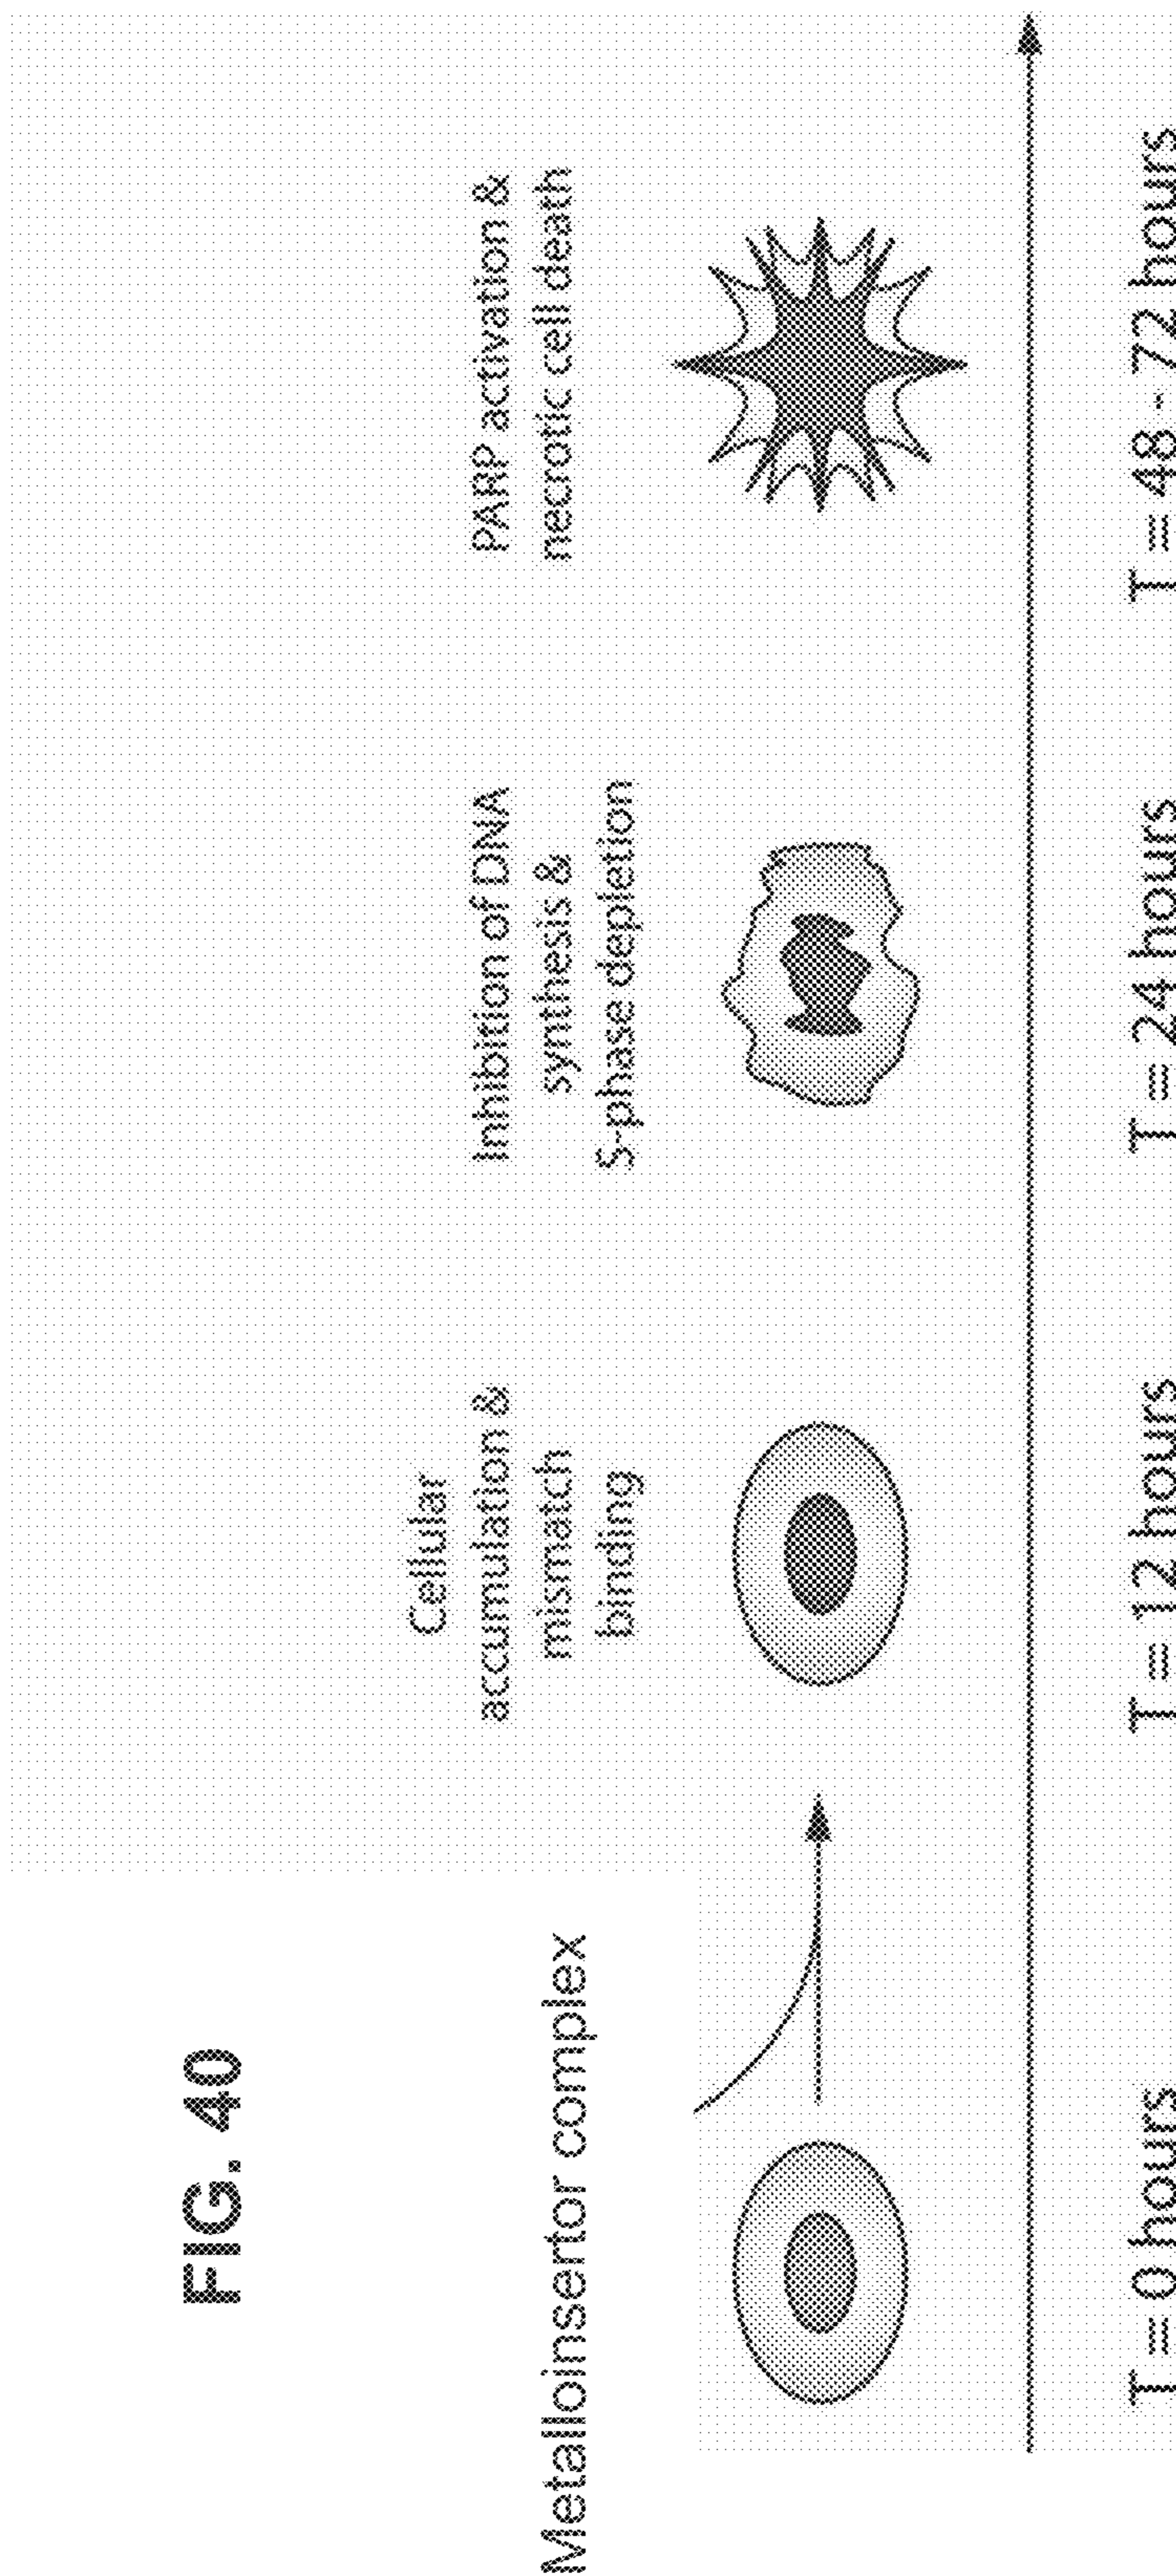 FIG. 40
Metalloinsertor complex
Cellular
accumulation &
mismatch
binding
Inhibition of DNA
synthesis &
S-phase depletion
PARP activation &
necrotic cell death
T = 0 hours
T = 12 hours
T = 24 hours
T = 48 - 72 hours